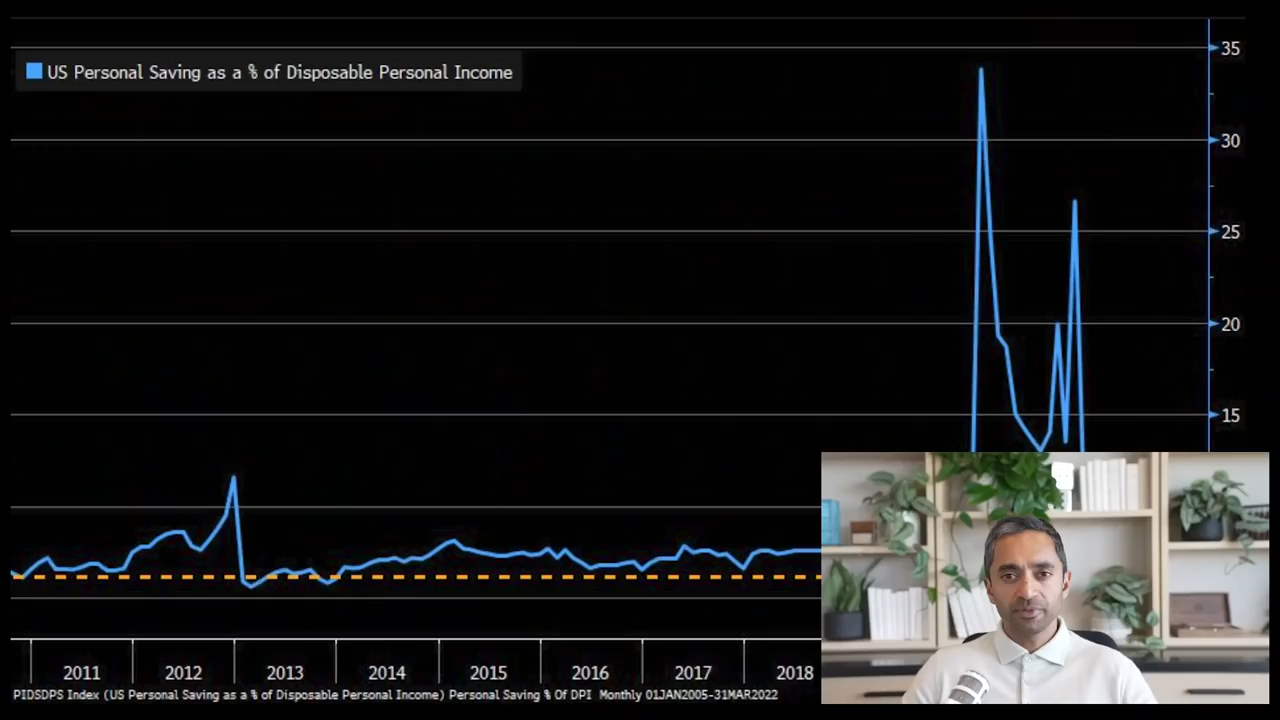 US Personal Saving as a % of Disposable Personal Income
35
30
25
20
15
2011 2012 2013 2014 2015 2016 2017 2018
PIDSDPS Index (US Personal Saving as a % of Disposable Personal Income) Personal Saving % Of DPI Monthly 01JAN2005-31MAR2022